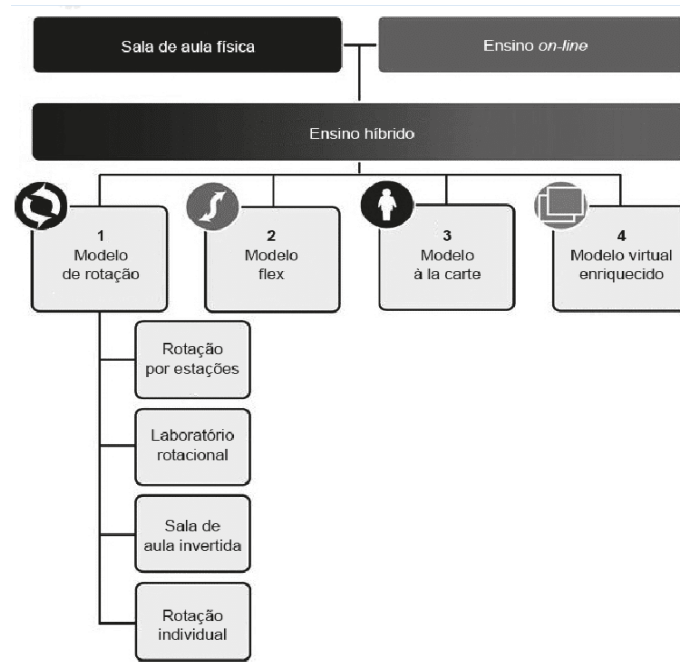 Sala de aula física
Ensino on-line
Ensino híbrido
1
Modelo
de rotação
2
Modelo
flex
3
Modelo
à la carte
4
Modelo virtual
enriquecido
Rotação
por estações
Laboratório
rotacional
Sala de
aula invertida
Rotação
individual